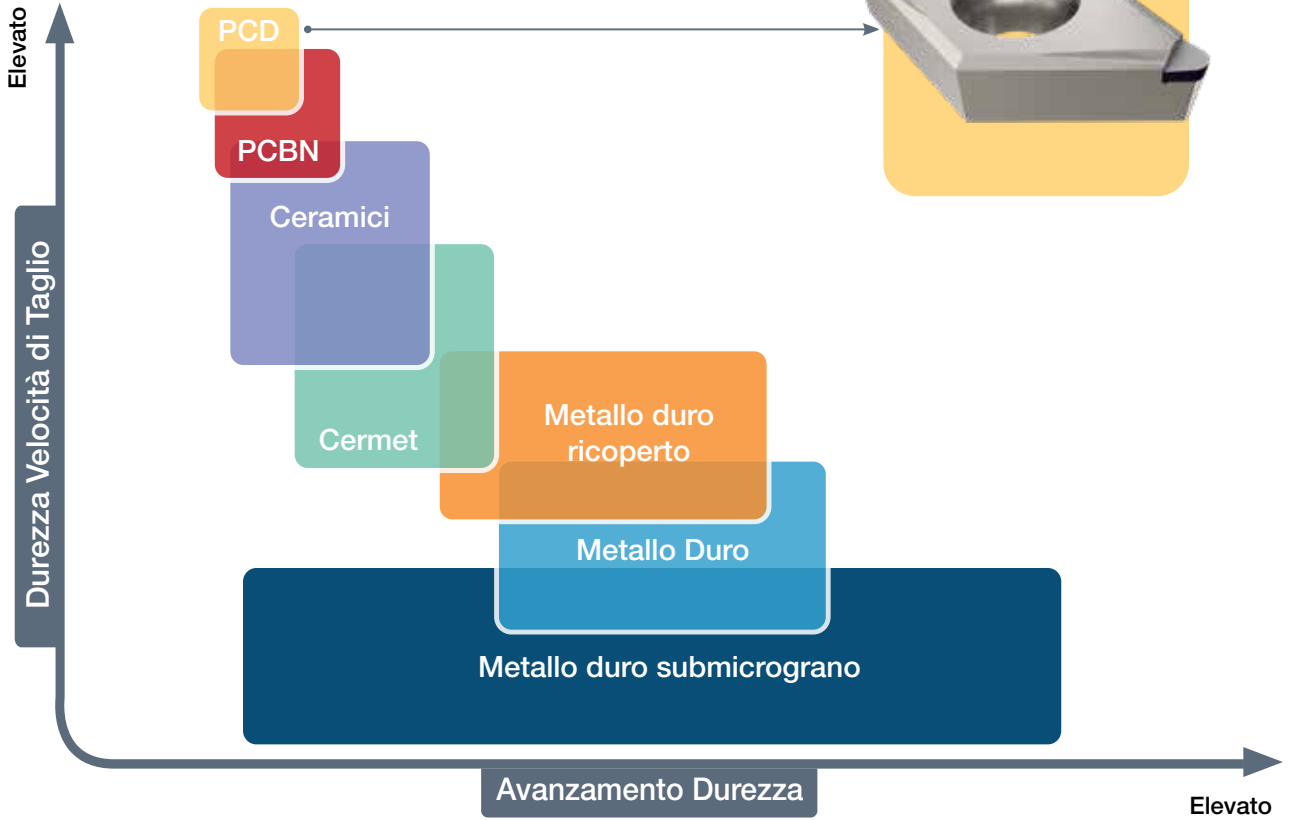 Elevato
PCD
PCBN
Ceramici
Cermet
Metallo duro
ricoperto
Metallo Duro
Metallo duro submicrograno
Durezza Velocità di Taglio
Avanzamento Durezza
Elevato